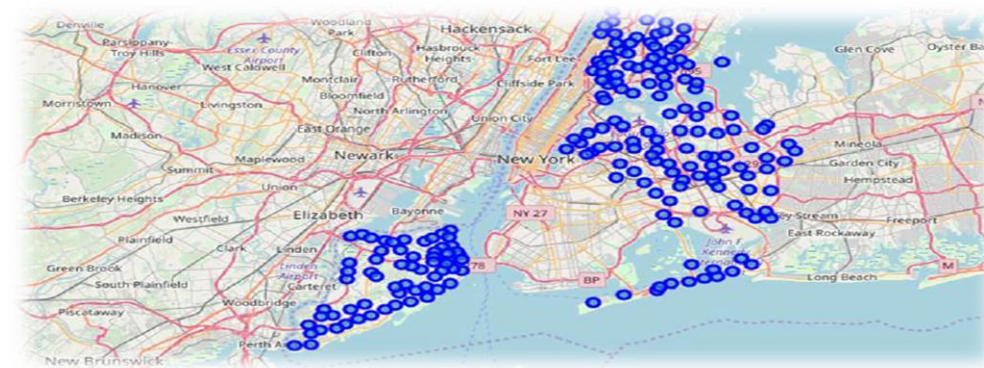 Denville
Woodland
Park
Hackensack
Parsippany-
Troy Hills
Essex County
Airport
Clifton
Hasbrouck
Heights
Fort Lee
Glen Cove
Oyster Ba
West Caldwell
Hanover
Montclair
Rutherford
Cliffside Park
Bloomfield
Morristown
Livingston
North Arlington
Union City
East Orange
Madison
Mineola
Maplewood
Newark
New York
Garden City
Summit
Union
Hempstead
Berkeley Heights
Elizabeth
Bayonne
NY 27
Westfield
ey Stream
Freeport
Plainfield
East Rockaway
Clark
Linden
John F.
Green Brook
Linden
Airport
78
M
South Plainfield
Carteret
BP
Long Beach
Woodbridge
Piscataway
Perth A
New Brunswick